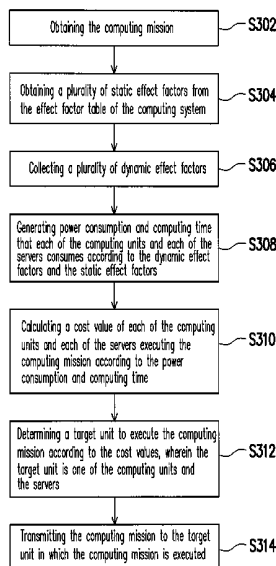 Obtaining the computing mission
S302
Obtaining a plurality of static effect factors from
the effect factor table of the computing system
S304
Collecting a plurality of dynamic effect factors
S306
Generating power consumption and computing time
that each of the computing units and each of the
servers consumes according to the dynamic effect
factors and the static effect factors
S308
Calculating a cost value of each of the computing
units and each of the servers executing the
computing mission according to the power
consumption and computing time
S310
Determining a target unit to execute the computing
mission according to the cost values, wherein the
target unit is one of the computing units and
the servers
S312
Transmitting the computing mission to the target
unit in which the computing mission is executed
S314